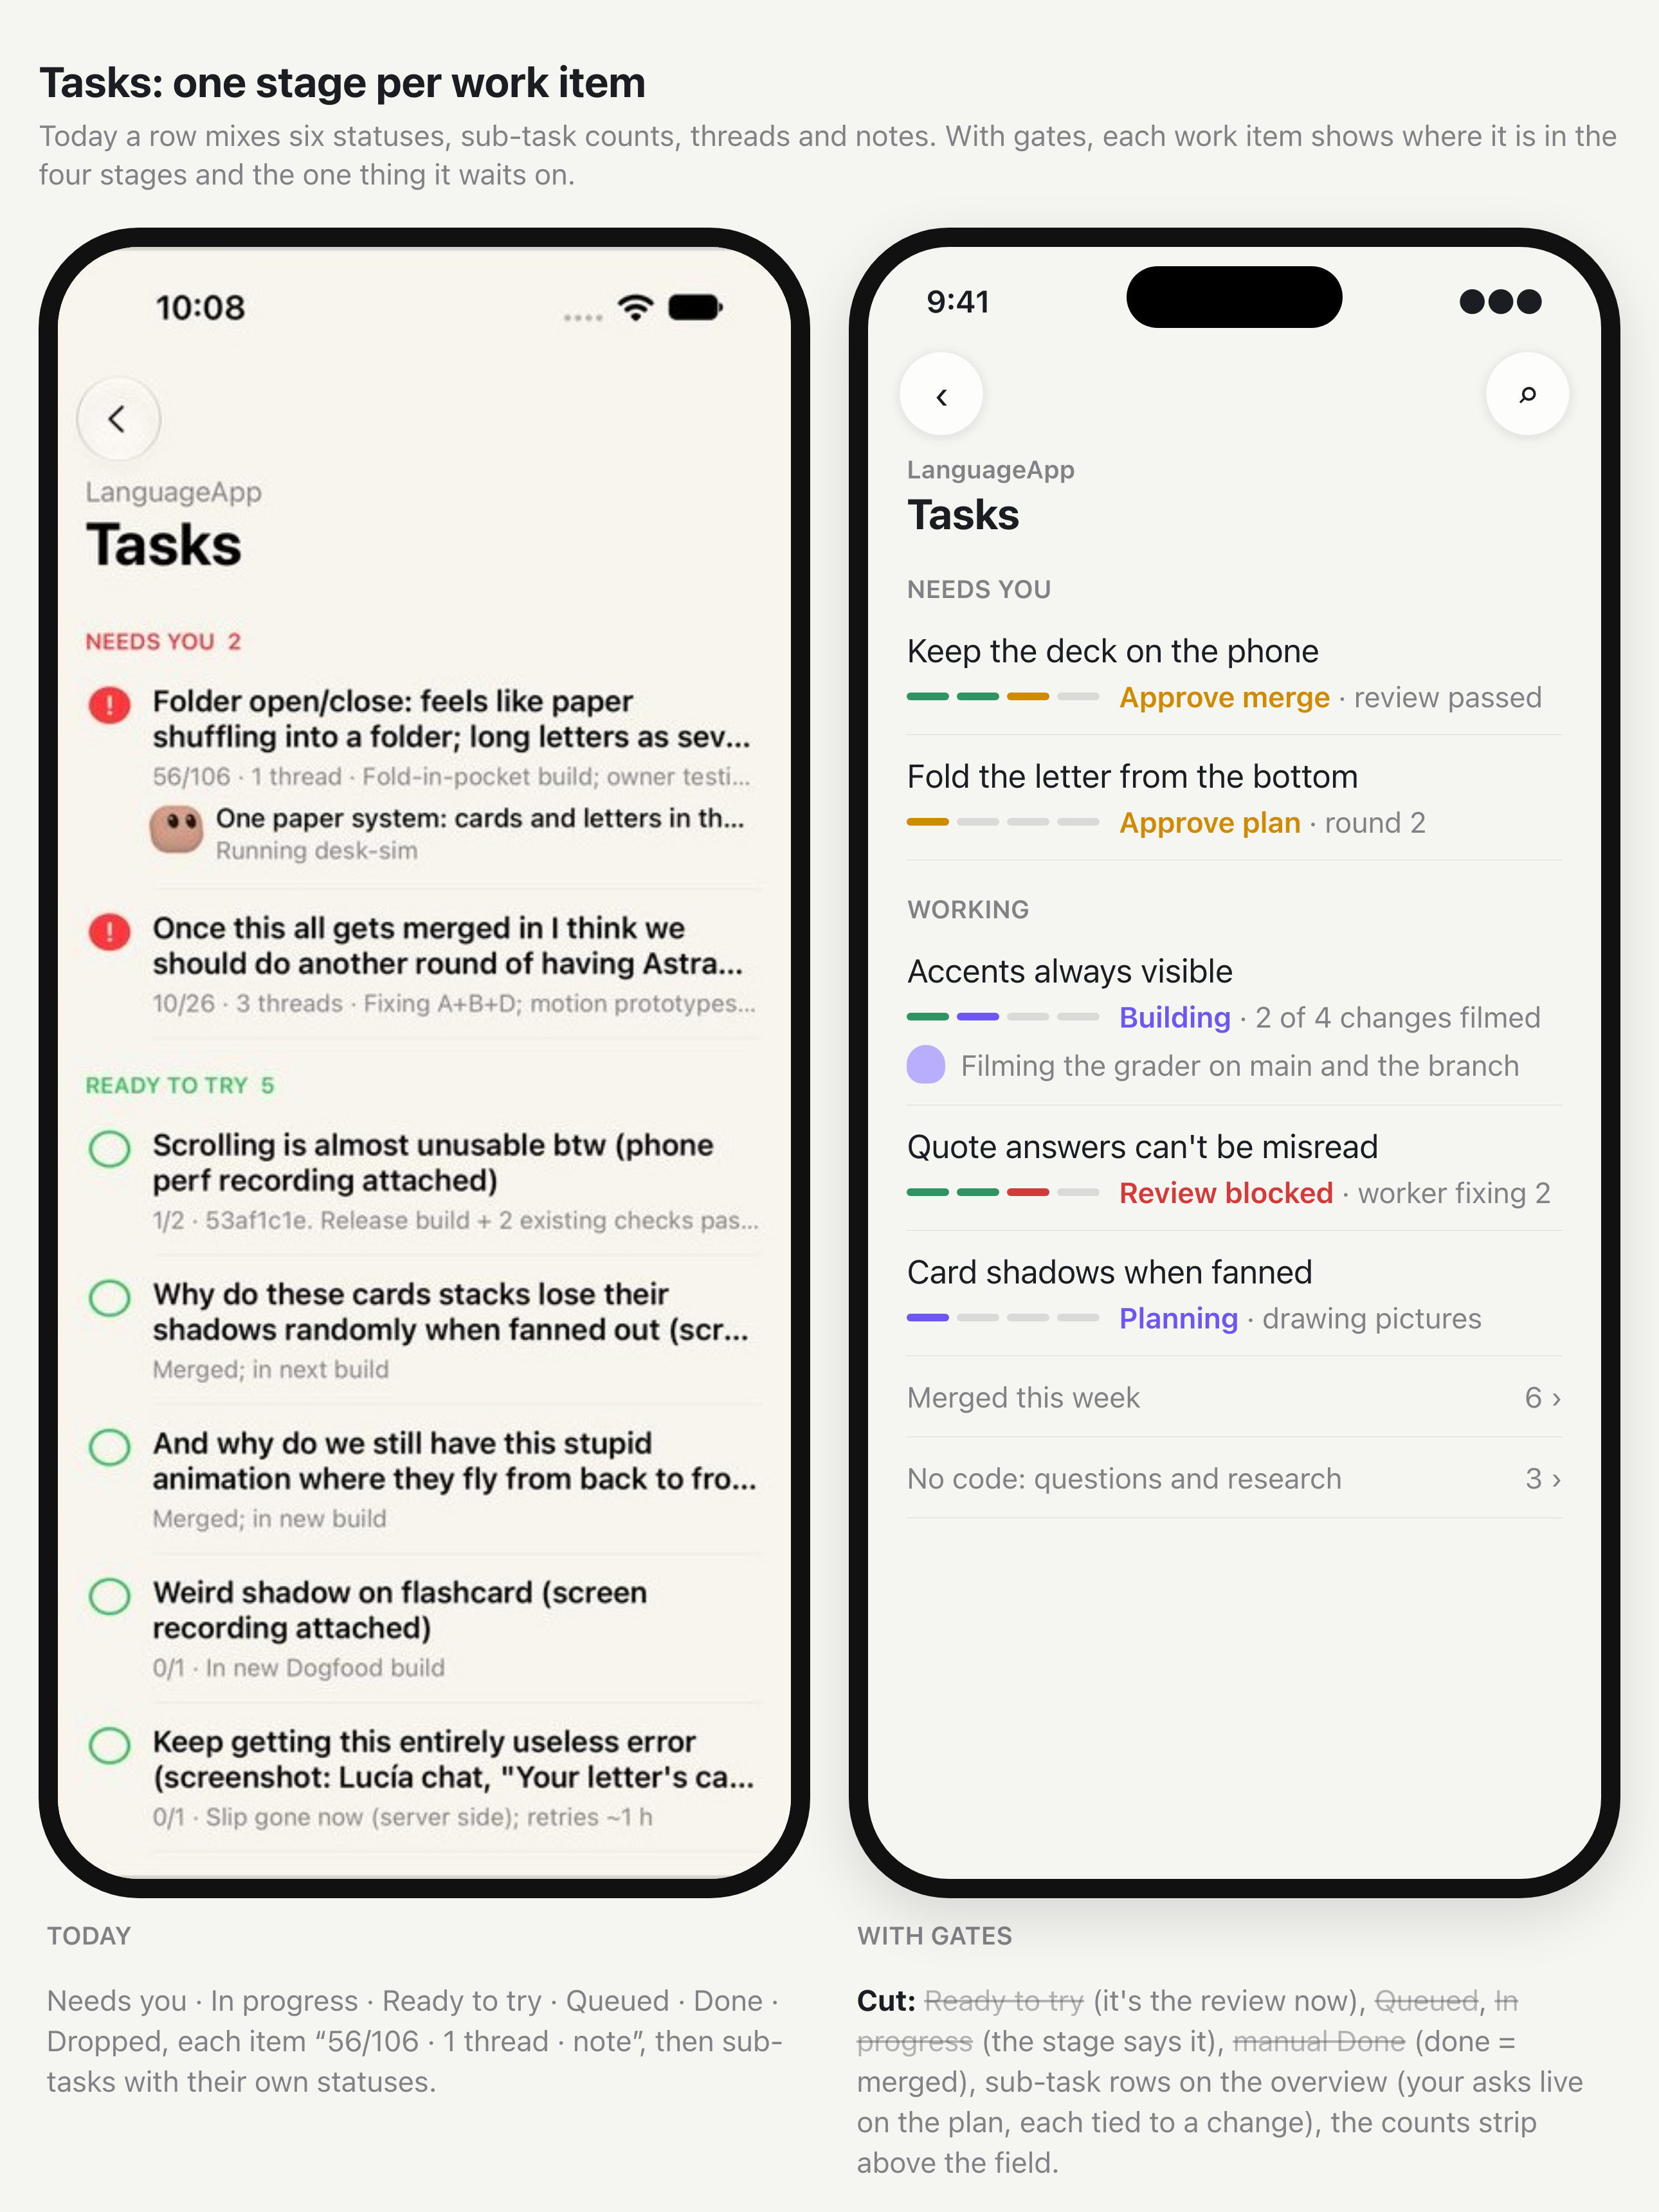 Tasks: one stage per work item
Today a row mixes six statuses, sub-task counts, threads and notes. With gates, each work item shows where it is in the
four stages and the one thing it waits on.
10:08
LanguageApp
Tasks
NEEDS YOU 2
Folder open/close: feels like paper
shuffling into a folder; long letters as sev...
56/106 · 1 thread · Fold-in-pocket build; owner testi...
One paper system: cards and letters in th...
Running desk-sim
Once this all gets merged in I think we
should do another round of having Astra...
10/26 · 3 threads · Fixing A+B+D; motion prototypes...
READY TO TRY 5
Scrolling is almost unusable btw (phone
perf recording attached)
1/2 · 53af1c1e. Release build + 2 existing checks pas...
Why do these cards stacks lose their
shadows randomly when fanned out (scr...
Merged; in next build
And why do we still have this stupid
animation where they fly from back to fro...
Merged; in new build
Weird shadow on flashcard (screen
recording attached)
0/1 · In new Dogfood build
Keep getting this entirely useless error
(screenshot: Lucía chat, "Your letter's ca...
0/1 · Slip gone now (server side); retries ~1 h
9:41
LanguageApp
Tasks
NEEDS YOU
Keep the deck on the phone
Approve merge · review passed
Fold the letter from the bottom
Approve plan · round 2
WORKING
Accents always visible
Building · 2 of 4 changes filmed
Filming the grader on main and the branch
Quote answers can't be misread
Review blocked · worker fixing 2
Card shadows when fanned
Planning · drawing pictures
Merged this week 6 ›
No code: questions and research 3 ›
TODAY
Needs you · In progress · Ready to try · Queued · Done ·
Dropped, each item “56/106 · 1 thread · note”, then sub-
tasks with their own statuses.
WITH GATES
Cut: Ready to try (it's the review now), Queued, In
progress (the stage says it), manual Done (done =
merged), sub-task rows on the overview (your asks live
on the plan, each tied to a change), the counts strip
above the field.